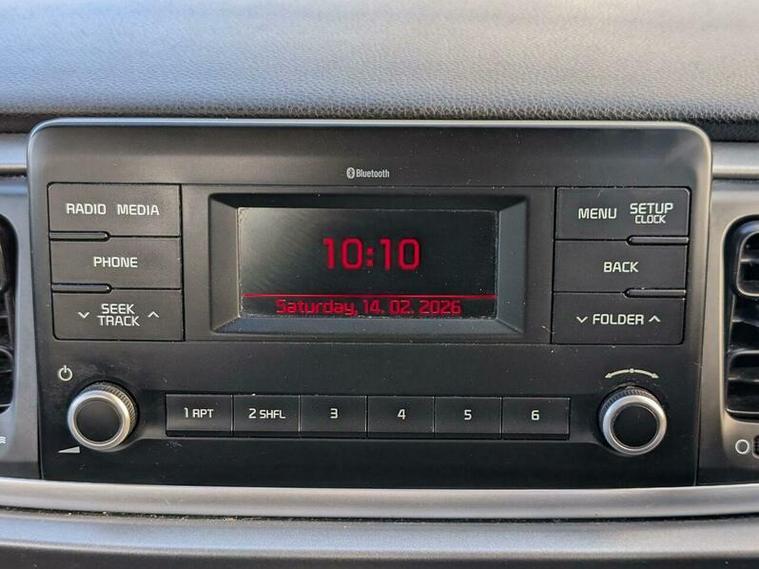 Bluetooth
RADIO MEDIA
PHONE
SEEK
TRACK
10:10
Saturday, 14. 02. 2026
MENU SETUP
CLOCK
BACK
FOLDER
1 RPT 2 SHFL 3 4 5 6